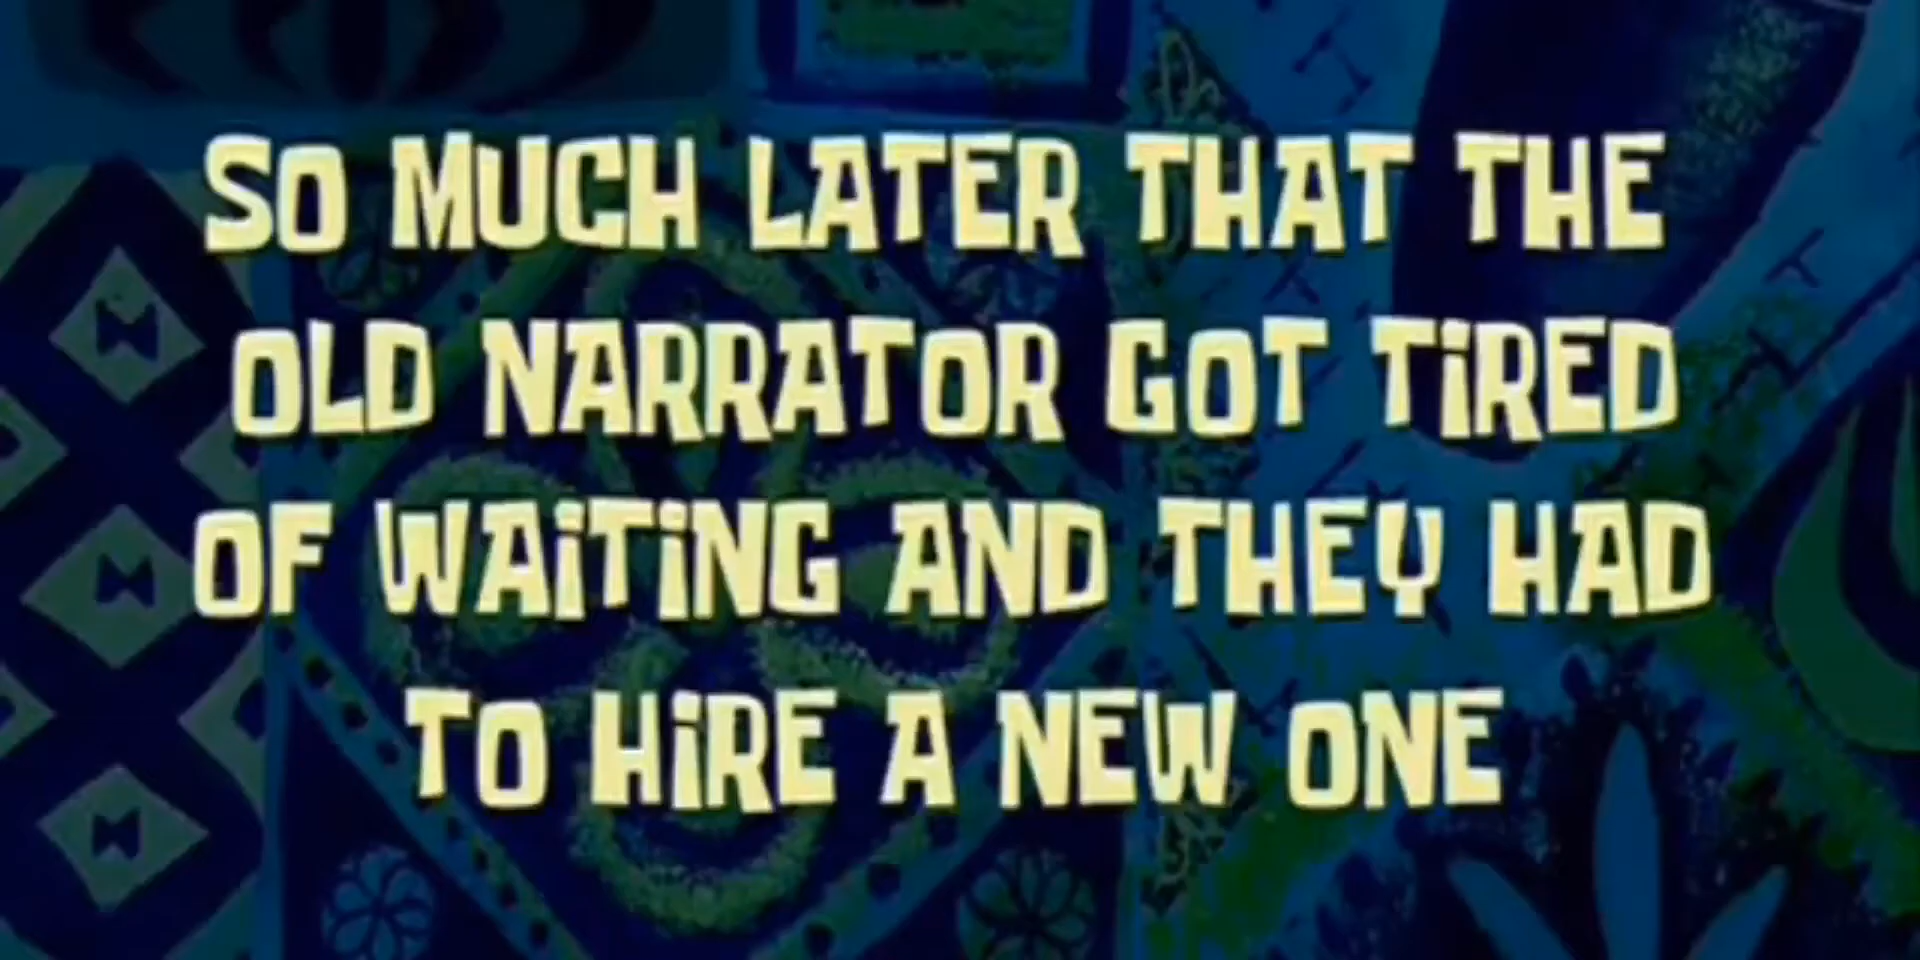 SO MUCH LATER THAT THE
OLD NARRATOR GOT TiRED
OF WAiTiNG AND THEY HAD
TO HiRE A NEW ONE